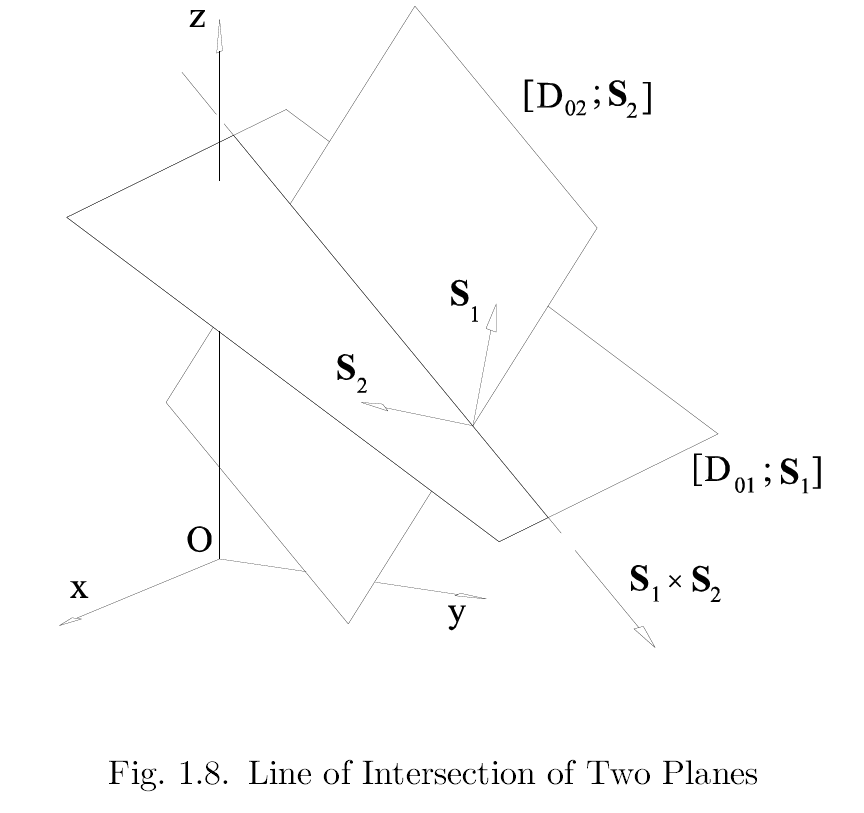 z
[D₀₂ ; S₂]
S₁
S₂
[D₀₁ ; S₁]
O
x
S₁ × S₂
y
Fig. 1.8. Line of Intersection of Two Planes